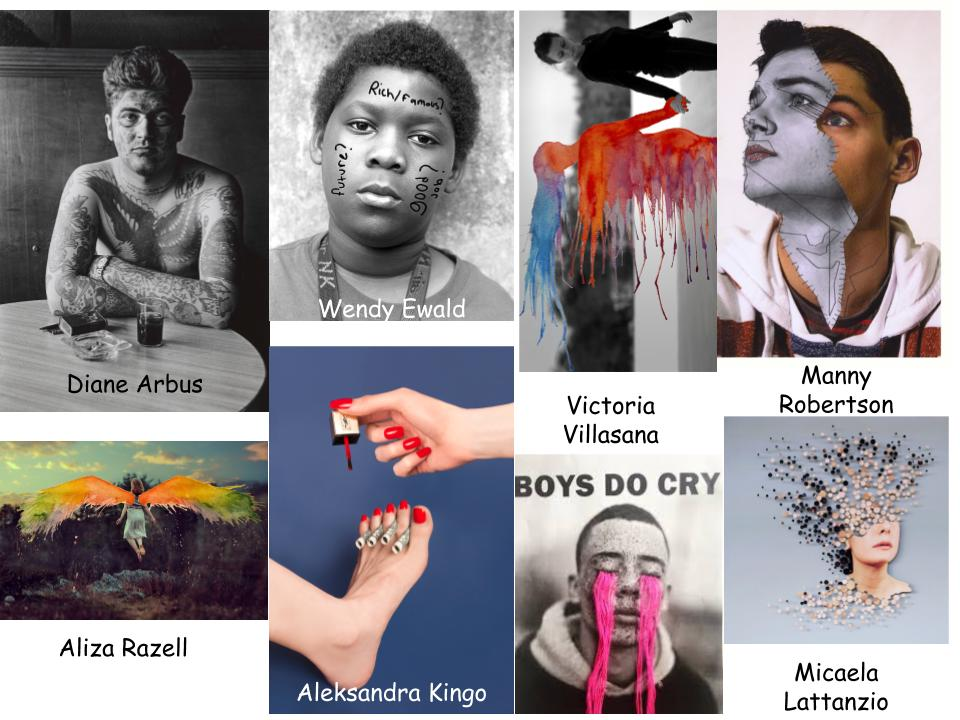 Rich/famous?
future?
Good
job?
NK
Wendy Ewald
Diane Arbus
Victoria
Villasana
Manny
Robertson
BOYS DO CRY
Aliza Razell
Aleksandra Kingo
Micaela
Lattanzio